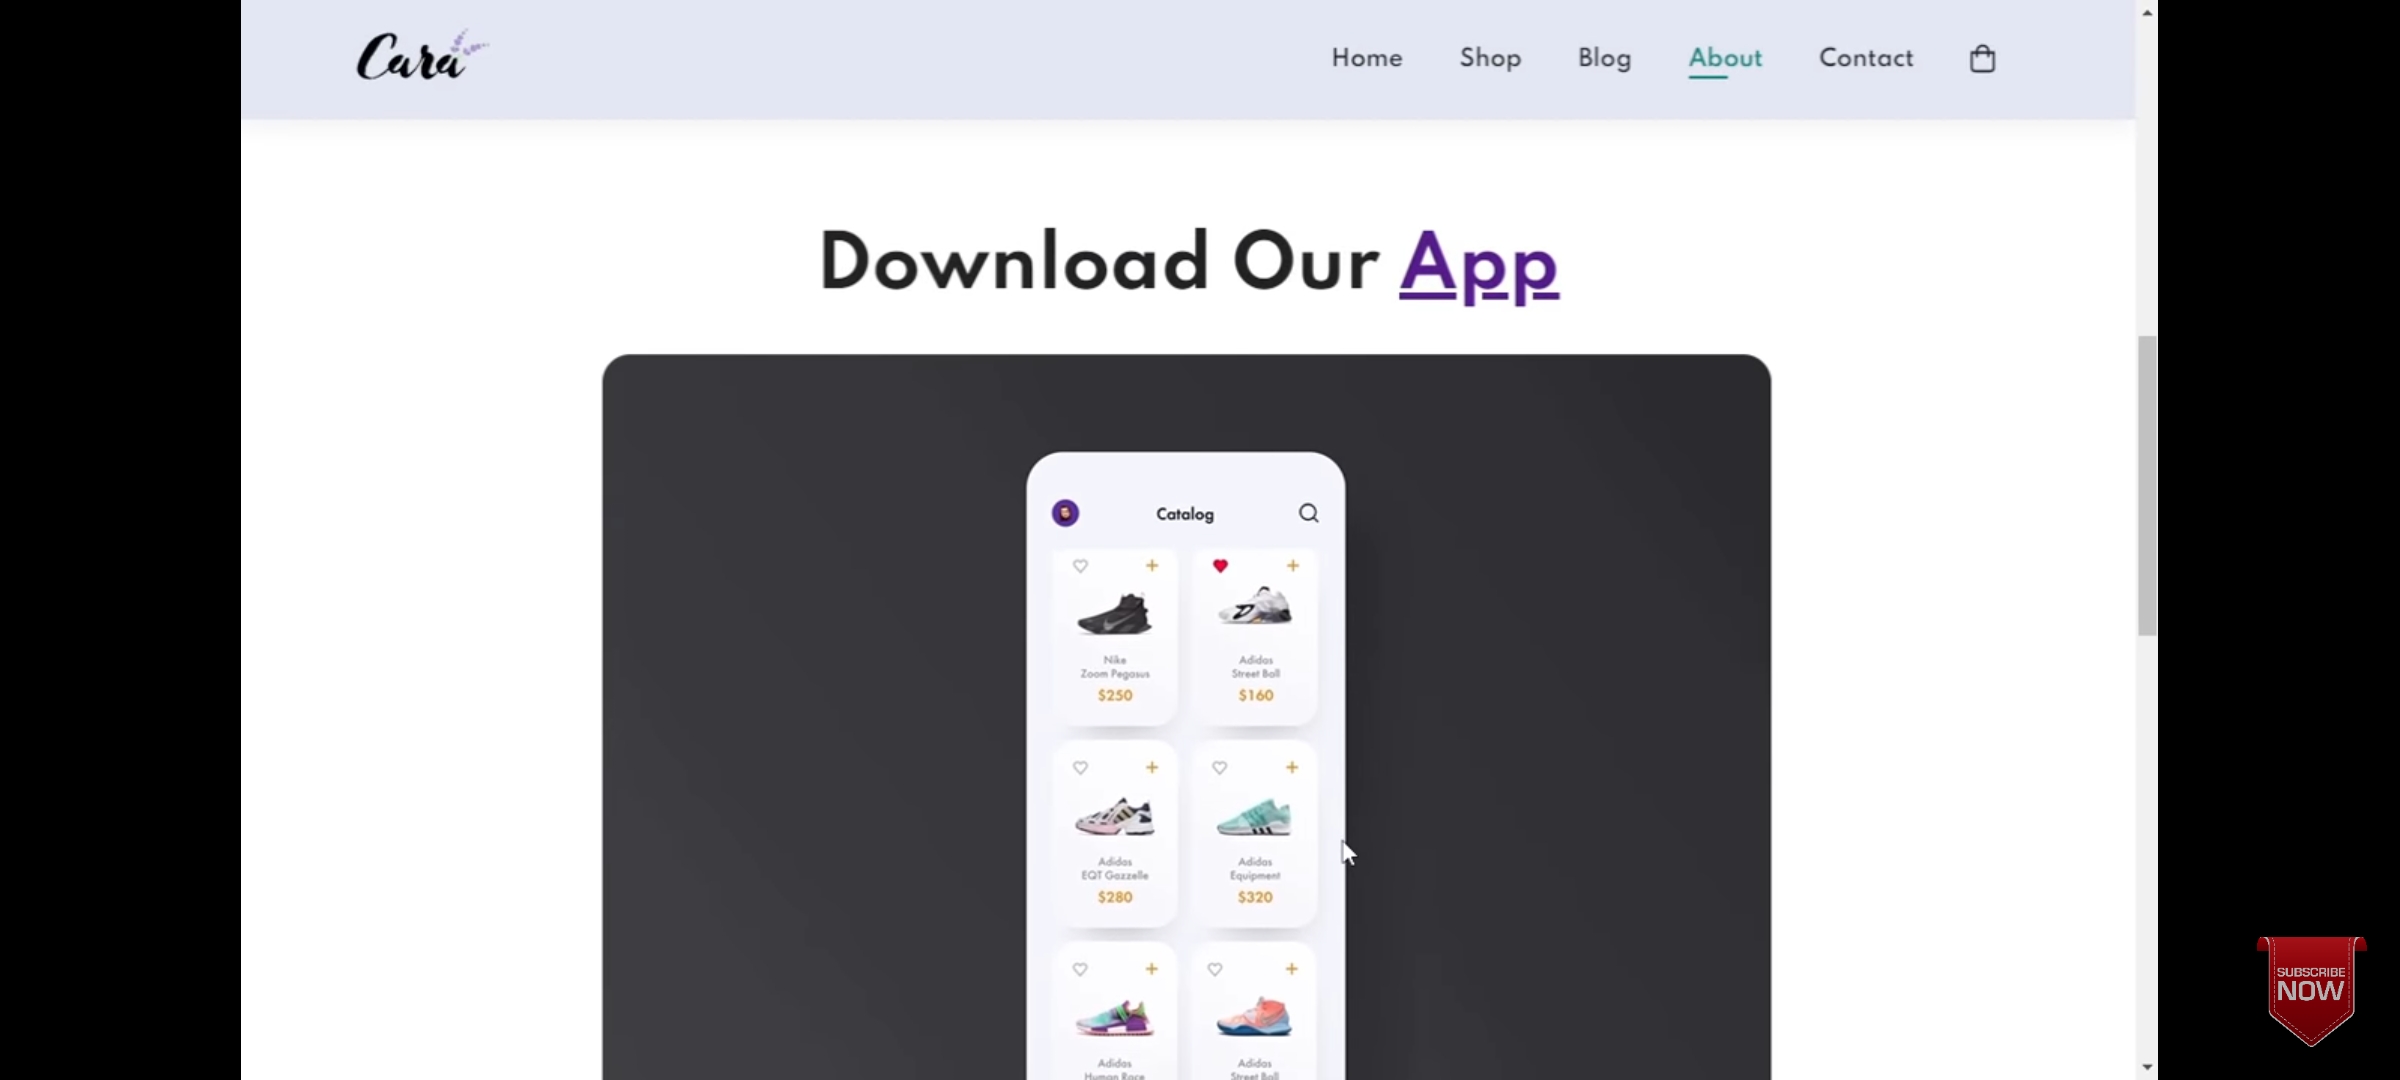 Cara
Home Shop Blog About Contact
Download Our App
Catalog
Nike
Zoom Pegasus
$250
Adidas
Street Ball
$160
Adidas
EQT Gazzelle
$280
Adidas
Equipment
$320
Adidas
Human Race
Adidas
Street Ball
SUBSCRIBE
NOW